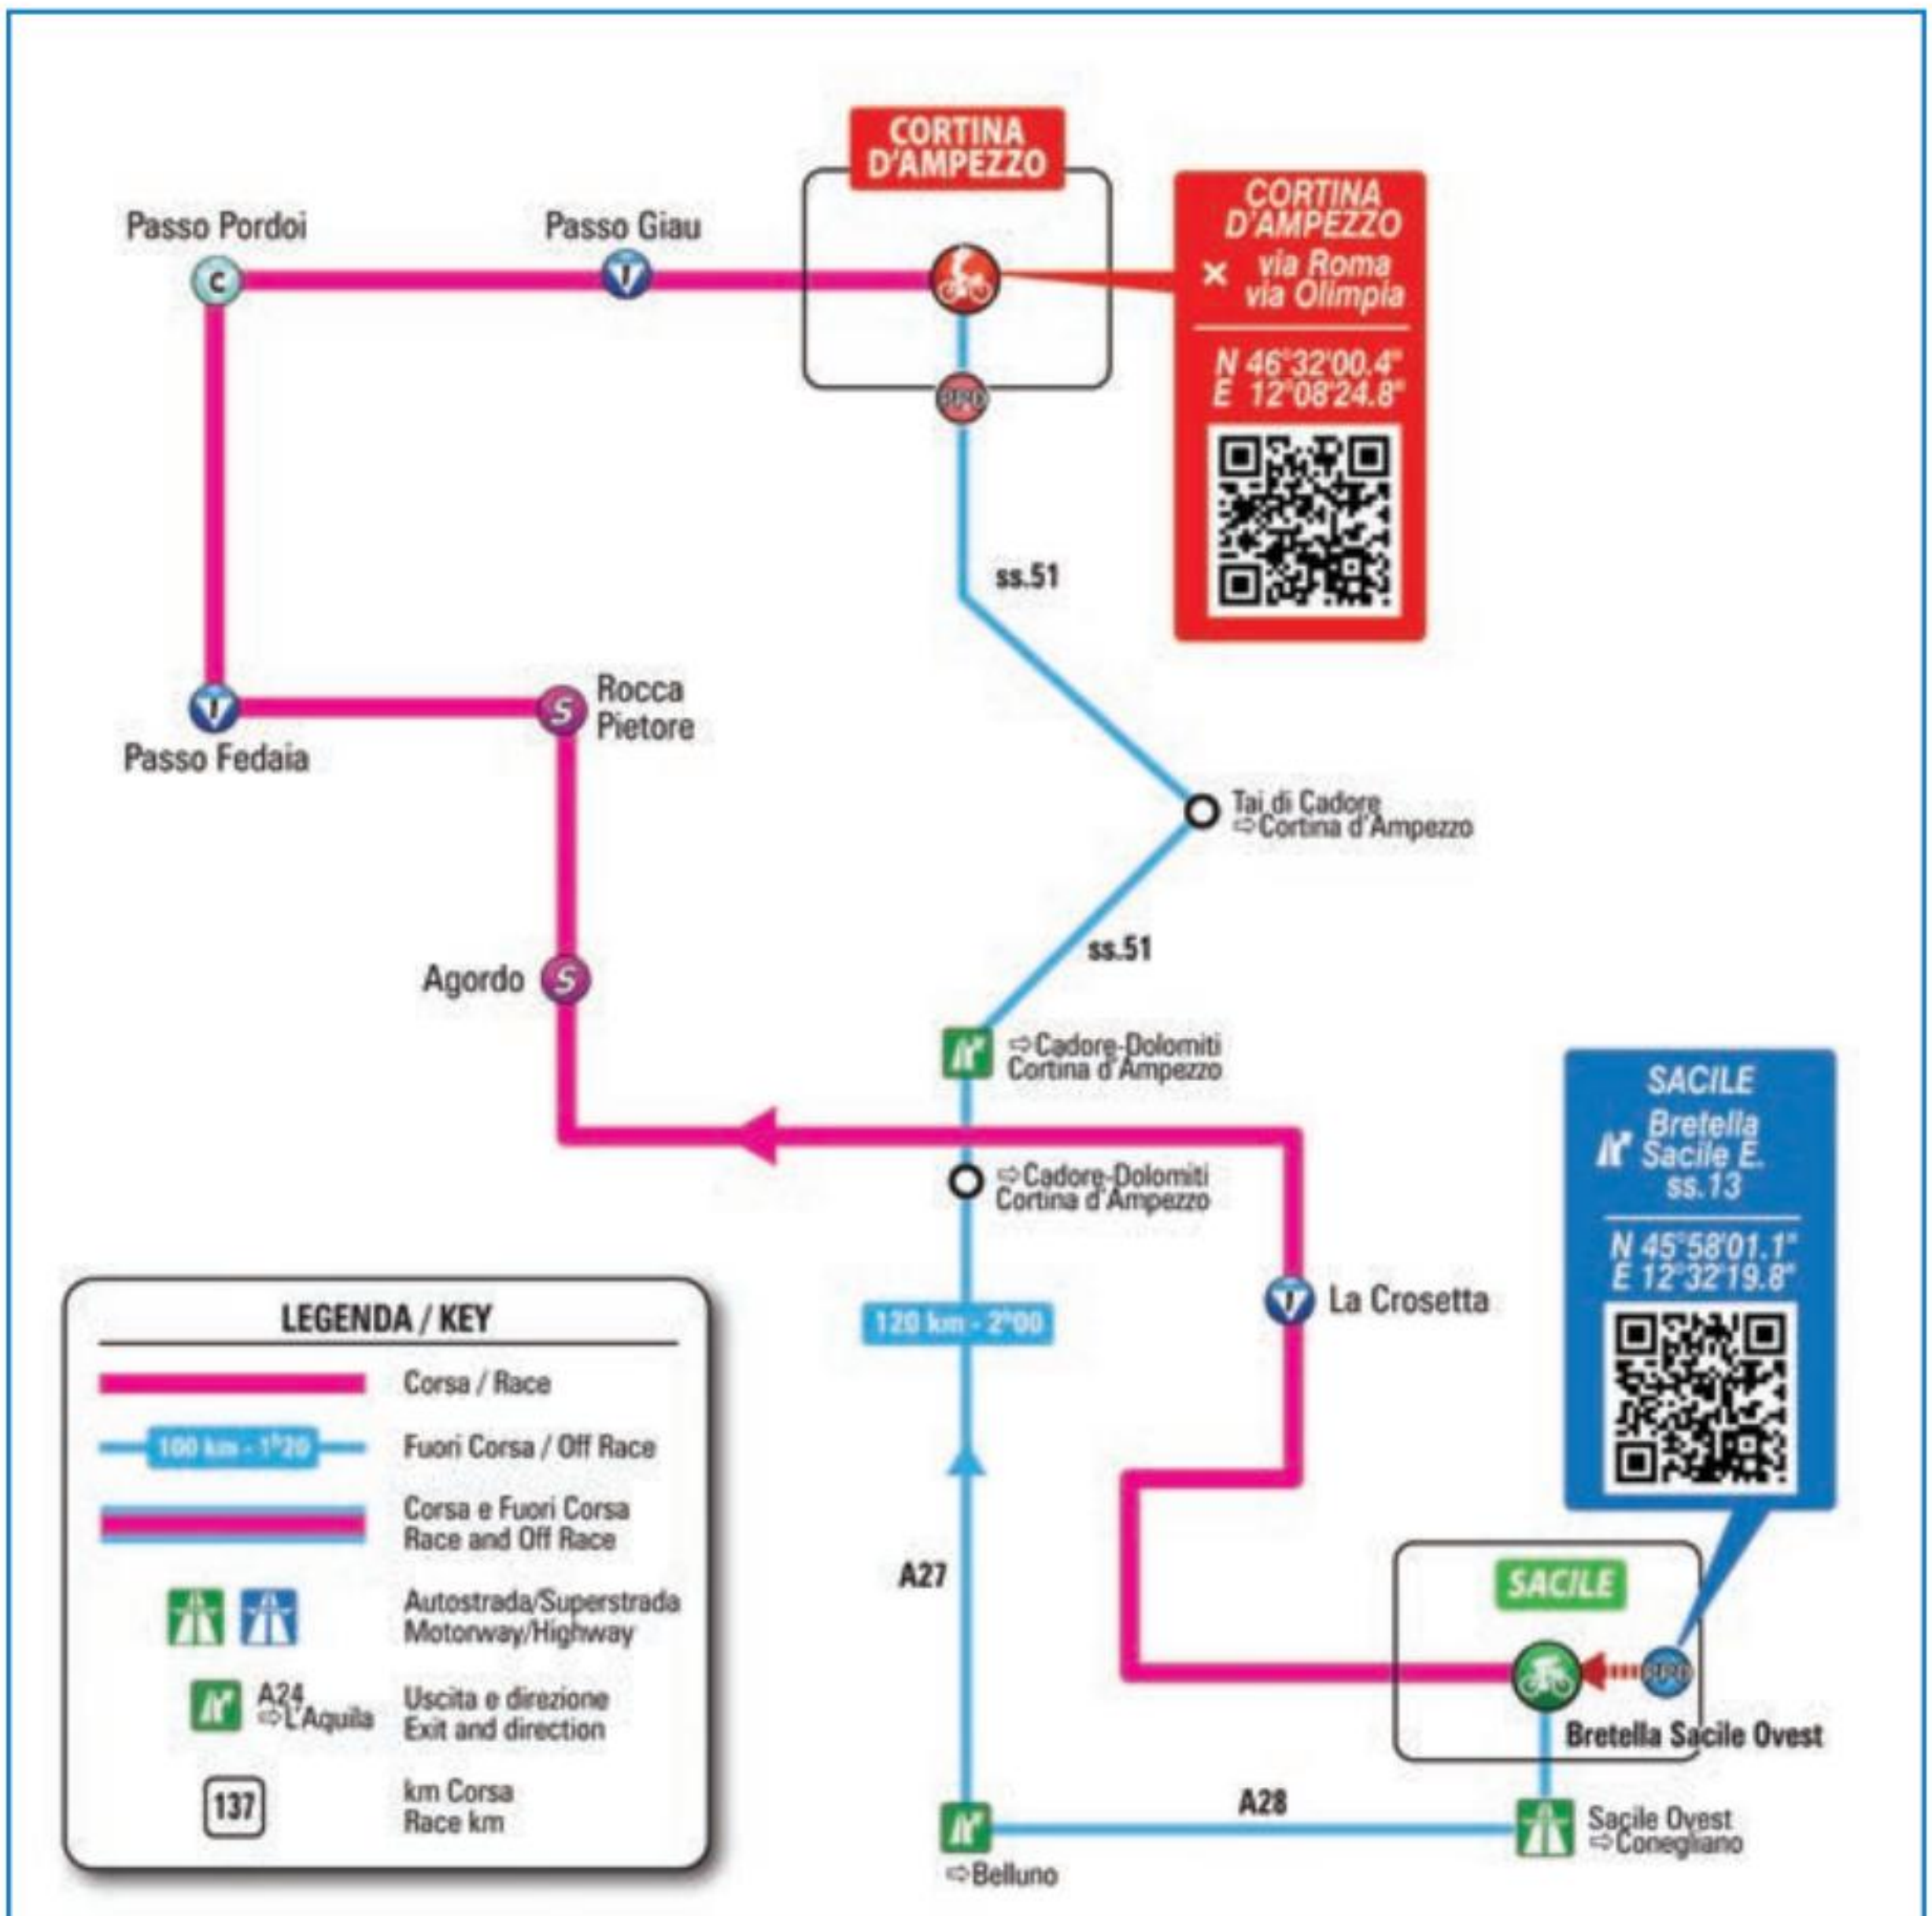 CORTINA
D'AMPEZZO
Passo Pordoi
Passo Giau
C
CORTINA
D'AMPEZZO
via Roma
via Olimpia
N 46°32'00.4"
E 12°08'24.8"
ss.51
Rocca
Pietore
S
Passo Fedaia
Tai di Cadore
⇨Cortina d'Ampezzo
ss.51
Agordo
S
⇨Cadore-Dolomiti
Cortina d'Ampezzo
⇨Cadore-Dolomiti
Cortina d'Ampezzo
SACILE
Bretella
Sacile E.
ss.13
N 45°58'01.1"
E 12°32'19.8"
La Crosetta
120 km - 2h00
LEGENDA / KEY
Corsa / Race
100 km - 1h20
Fuori Corsa / Off Race
Corsa e Fuori Corsa
Race and Off Race
Autostrada/Superstrada
Motorway/Highway
A24
⇨L'Aquila
Uscita e direzione
Exit and direction
137
km Corsa
Race km
A27
SACILE
Bretella Sacile Ovest
A28
Sacile Ovest
⇨Conegliano
⇨Belluno